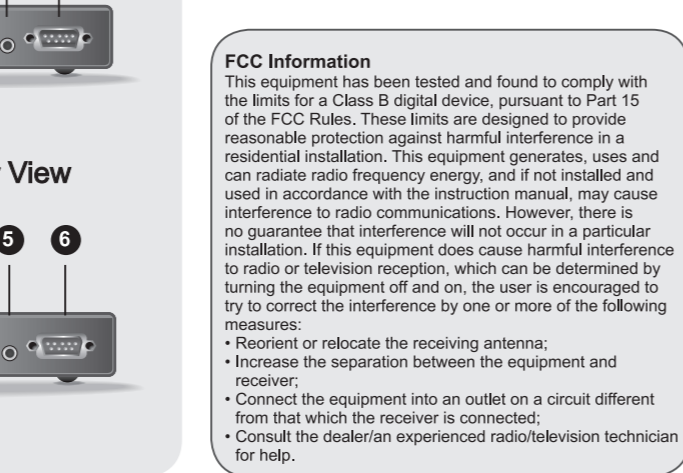 View
5 6
FCC Information
This equipment has been tested and found to comply with
the limits for a Class B digital device, pursuant to Part 15
of the FCC Rules. These limits are designed to provide
reasonable protection against harmful interference in a
residential installation. This equipment generates, uses and
can radiate radio frequency energy, and if not installed and
used in accordance with the instruction manual, may cause
interference to radio communications. However, there is
no guarantee that interference will not occur in a particular
installation. If this equipment does cause harmful interference
to radio or television reception, which can be determined by
turning the equipment off and on, the user is encouraged to
try to correct the interference by one or more of the following
measures:
• Reorient or relocate the receiving antenna;
• Increase the separation between the equipment and
receiver;
• Connect the equipment into an outlet on a circuit different
from that which the receiver is connected;
• Consult the dealer/an experienced radio/television technician
for help.